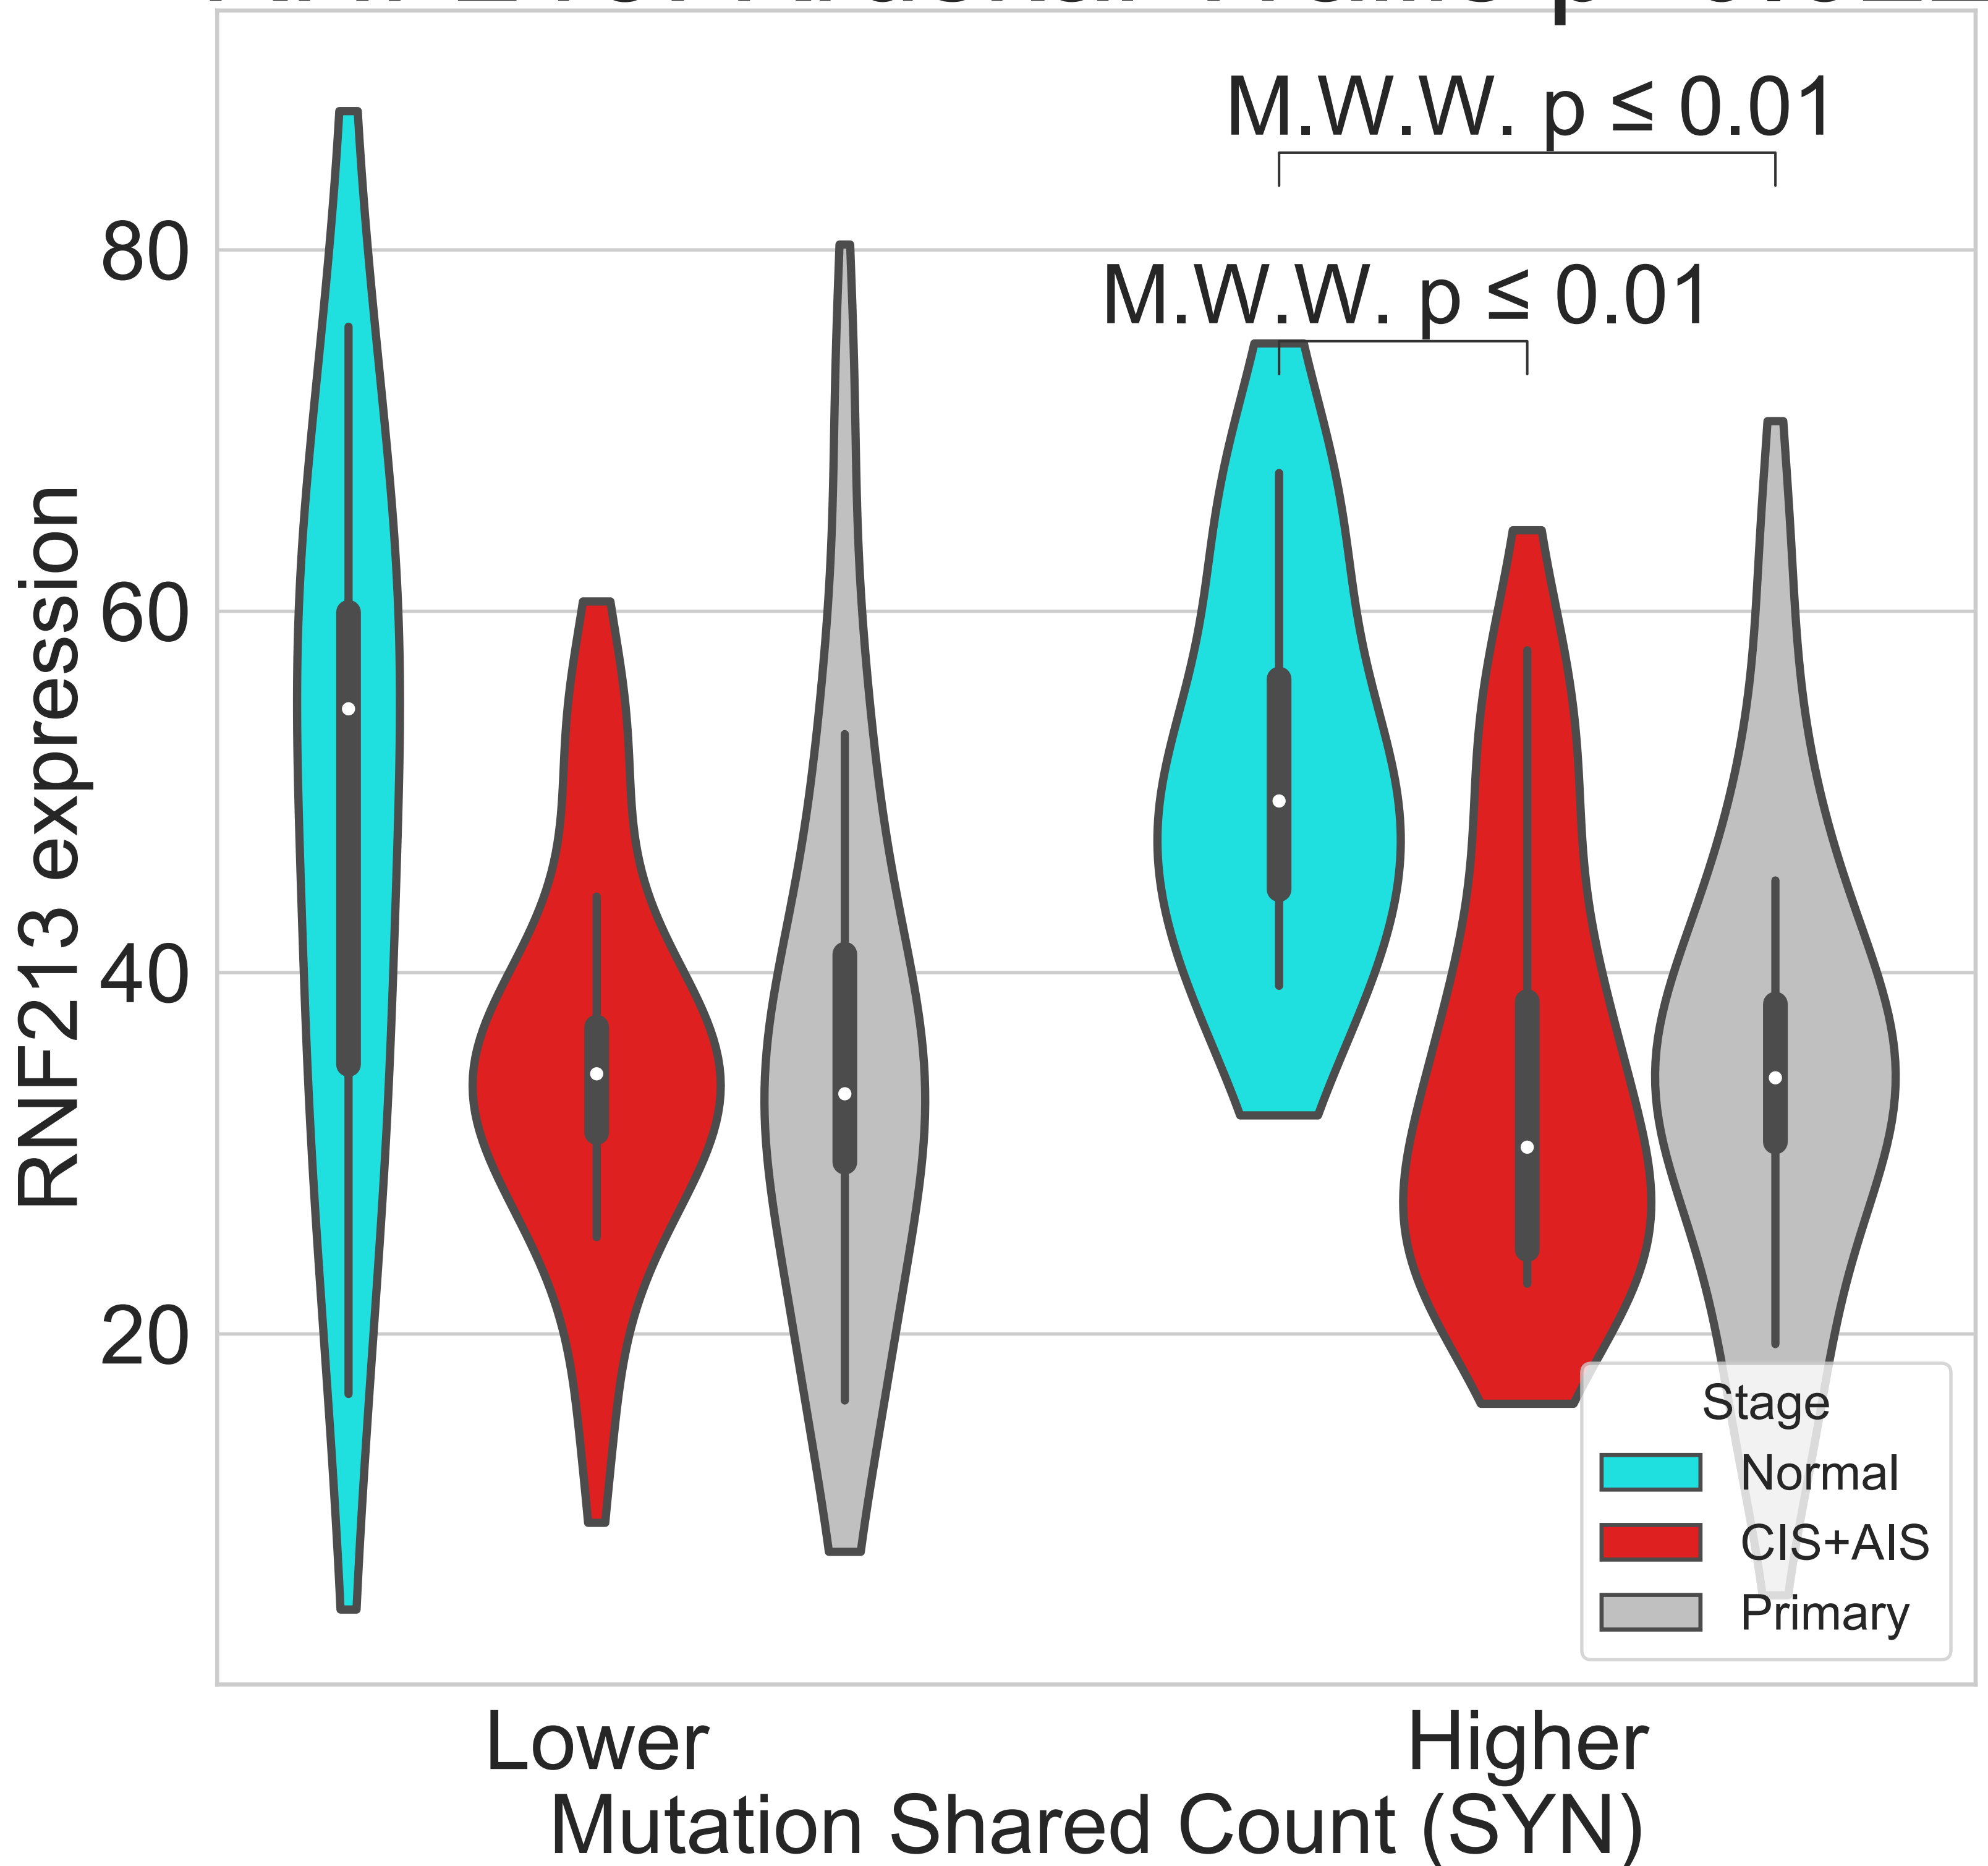 M.W.W. p ≤ 0.01
M.W.W. p ≤ 0.01
80
60
40
20
RNF213 expression
Stage
Normal
CIS+AIS
Primary
Lower
Higher
Mutation Shared Count (SYN)